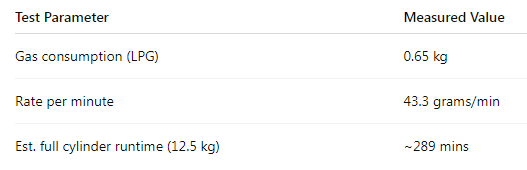 Test Parameter Measured Value
Gas consumption (LPG) 0.65 kg
Rate per minute 43.3 grams/min
Est. full cylinder runtime (12.5 kg) ~289 mins